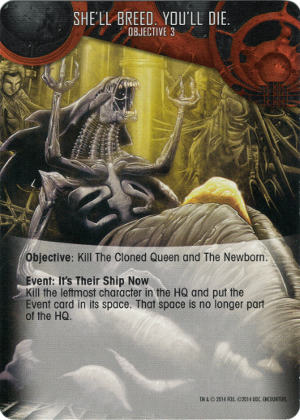 SHE'LL BREED. YOU'LL DIE.
OBJECTIVE 3
Objective: Kill The Cloned Queen and The Newborn.
Event: It's Their Ship Now
Kill the leftmost character in the HQ and put the
Event card in its space. That space is no longer part
of the HQ.
TM & © 2014 FOX. ©2014 UDC. ENCOUNTERS.